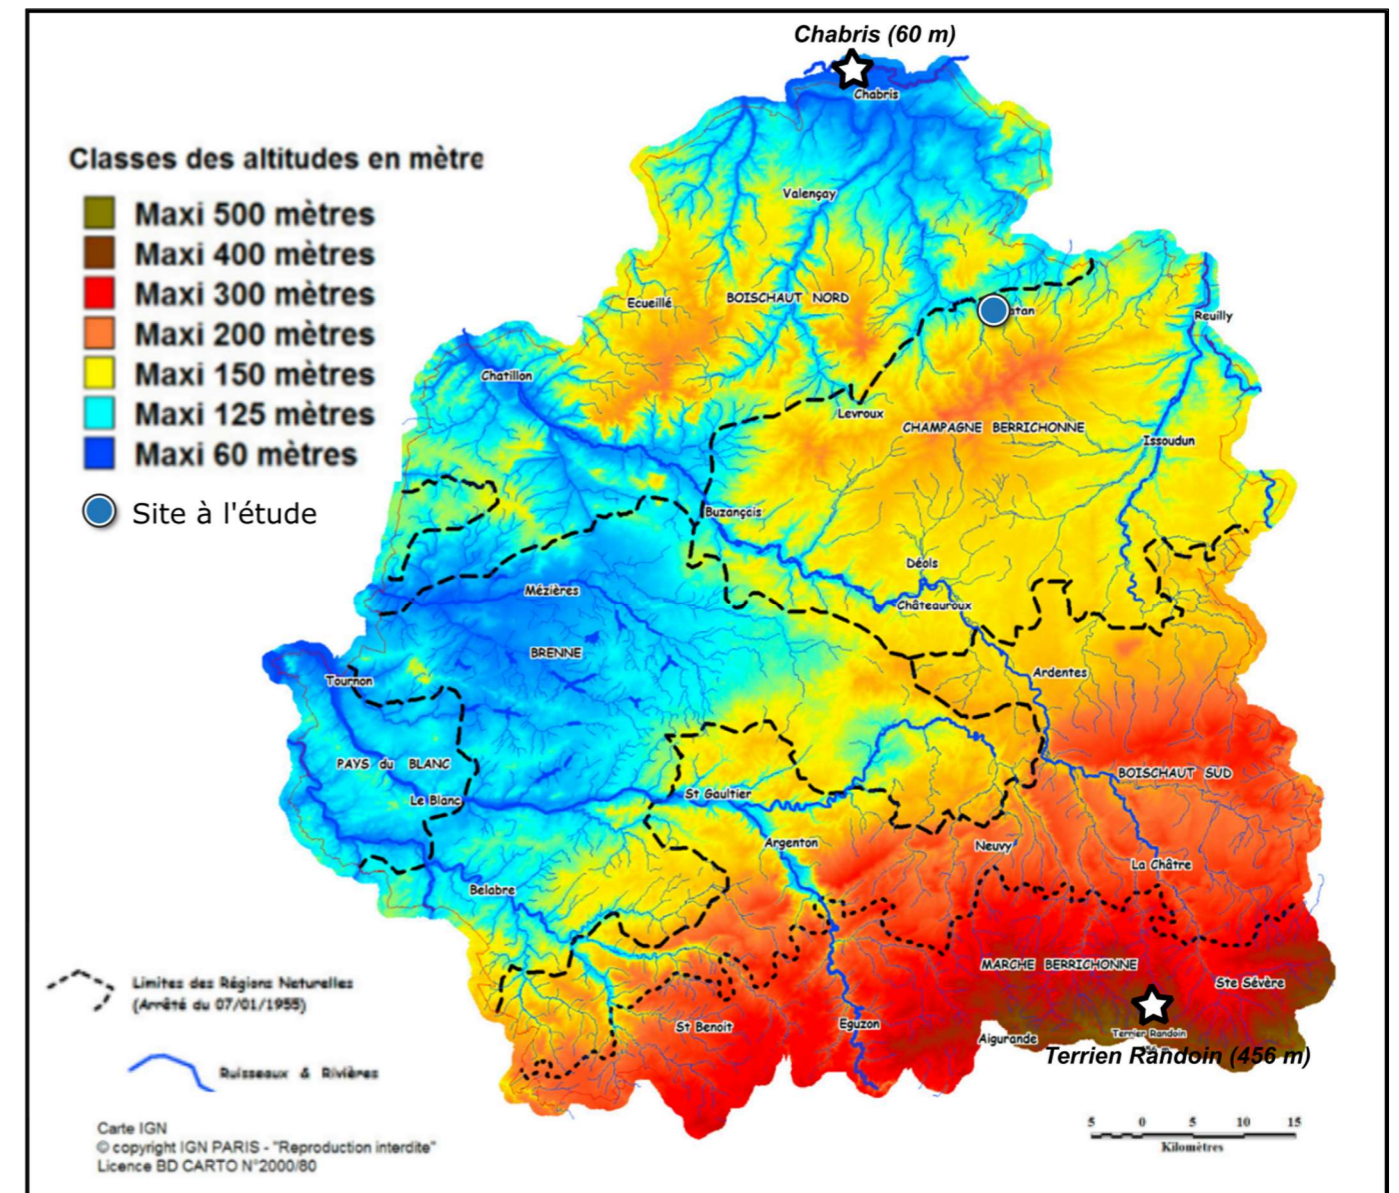 Chabris (60 m)
Chabris
Classes des altitudes en mètre
Maxi 500 mètres
Maxi 400 mètres
Maxi 300 mètres
Maxi 200 mètres
Maxi 150 mètres
Maxi 125 mètres
Maxi 60 mètres
Site à l'étude
Valençay
Ecueillé
BOISCHAUT NORD
atan
Reuilly
Chatillon
Levroux
CHAMPAGNE BERRICHONNE
Issoudun
Buzançais
Déols
Mézières
Châteauroux
BRENNE
Ardentes
Tournon
PAYS du BLANC
BOISCHAUT SUD
Le Blanc
St Gaultier
Argenton
Neuvy
La Châtre
Belabre
MARCHE BERRICHONNE
Ste Sévère
St Benoit
Eguzon
Aigurande
Terrier Randoin
Terrien Randoin (456 m)
Limites des Régions Naturelles
(Arrêté du 07/01/1955)
Ruisseaux & Rivières
Carte IGN
© copyright IGN PARIS - "Reproduction interdite"
Licence BD CARTO N°2000/80
5 0 5 10 15
Kilomètres